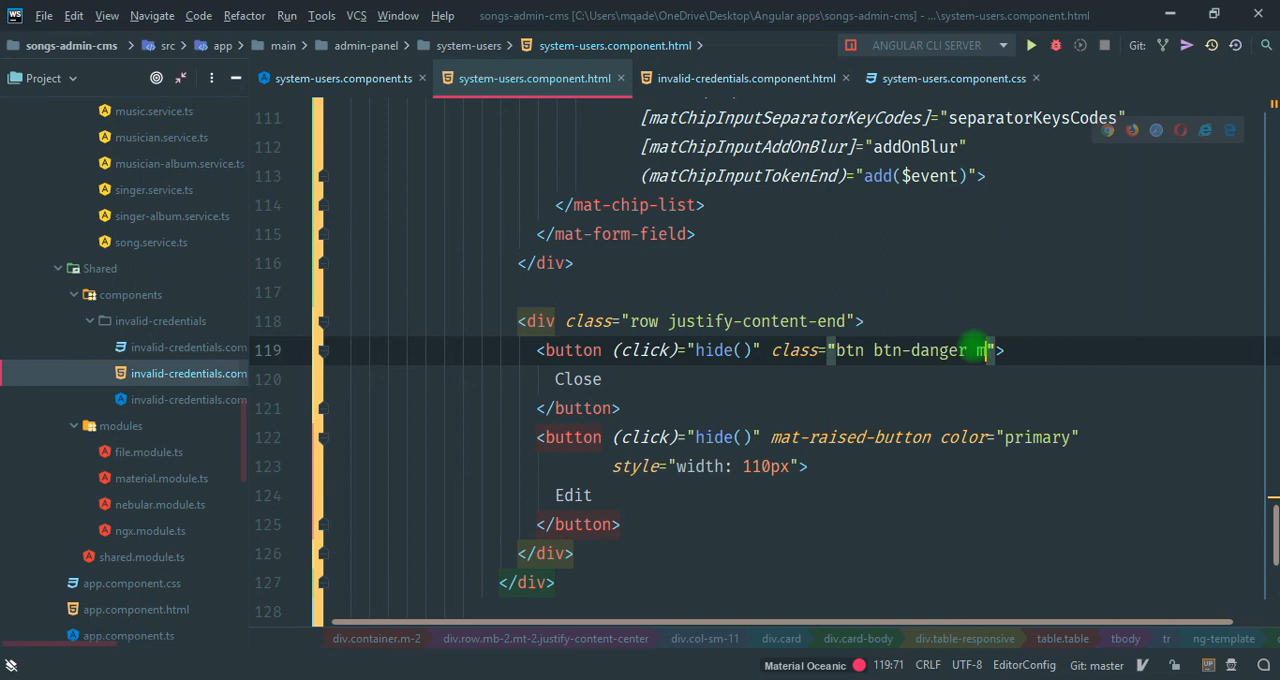 WS File Edit View Navigate Code Refactor Run Tools VCS Window Help songs-admin-cms [C:\Users\mqade\OneDrive\Desktop\Angular apps\songs-admin-cms] - ...\system-users.component.html
songs-admin-cms src app main admin-panel system-users system-users.component.html ANGULAR CLI SERVER Git:
Project system-users.component.ts system-users.component.html invalid-credentials.component.html system-users.component.css
music.service.ts
musician.service.ts
musician-album.service.ts
singer.service.ts
singer-album.service.ts
song.service.ts
Shared
components
invalid-credentials
invalid-credentials.com
invalid-credentials.com
invalid-credentials.com
modules
file.module.ts
material.module.ts
nebular.module.ts
ngx.module.ts
shared.module.ts
app.component.css
app.component.html
app.component.ts
111 [matChipInputSeparatorKeyCodes]="separatorKeysCodes"
112 [matChipInputAddOnBlur]="addOnBlur"
113 (matChipInputTokenEnd)="add($event)">
114 </mat-chip-list>
115 </mat-form-field>
116 </div>
117
118 <div class="row justify-content-end">
119 <button (click)="hide()" class="btn btn-danger m">
120 Close
121 </button>
122 <button (click)="hide()" mat-raised-button color="primary"
123 style="width: 110px">
124 Edit
125 </button>
126 </div>
127 </div>
128
div.container.m-2 div.row.mb-2.mt-2.justify-content-center div.col-sm-11 div.card div.card-body div.table-responsive table.table tbody tr ng-template
Material Oceanic 119:71 CRLF UTF-8 EditorConfig Git: master UP